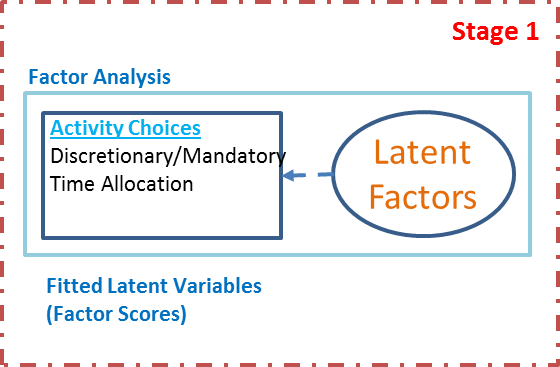 Stage 1
Factor Analysis
Activity Choices
Discretionary/Mandatory
Time Allocation
Latent
Factors
Fitted Latent Variables
(Factor Scores)